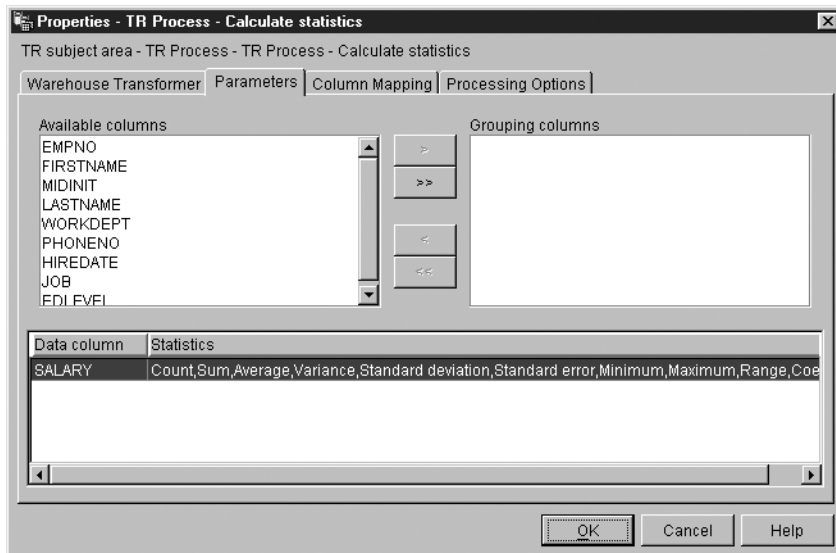 Properties - TR Process - Calculate statistics
TR subject area - TR Process - TR Process - Calculate statistics
Warehouse Transformer Parameters Column Mapping Processing Options
Available columns Grouping columns
EMPNO
FIRSTNAME
MIDINIT
LASTNAME
WORKDEPT
PHONENO
HIREDATE
JOB
EDLEVEL
>
>>
<
<<
Data column Statistics
SALARY Count,Sum,Average,Variance,Standard deviation,Standard error,Minimum,Maximum,Range,Coe
OK Cancel Help